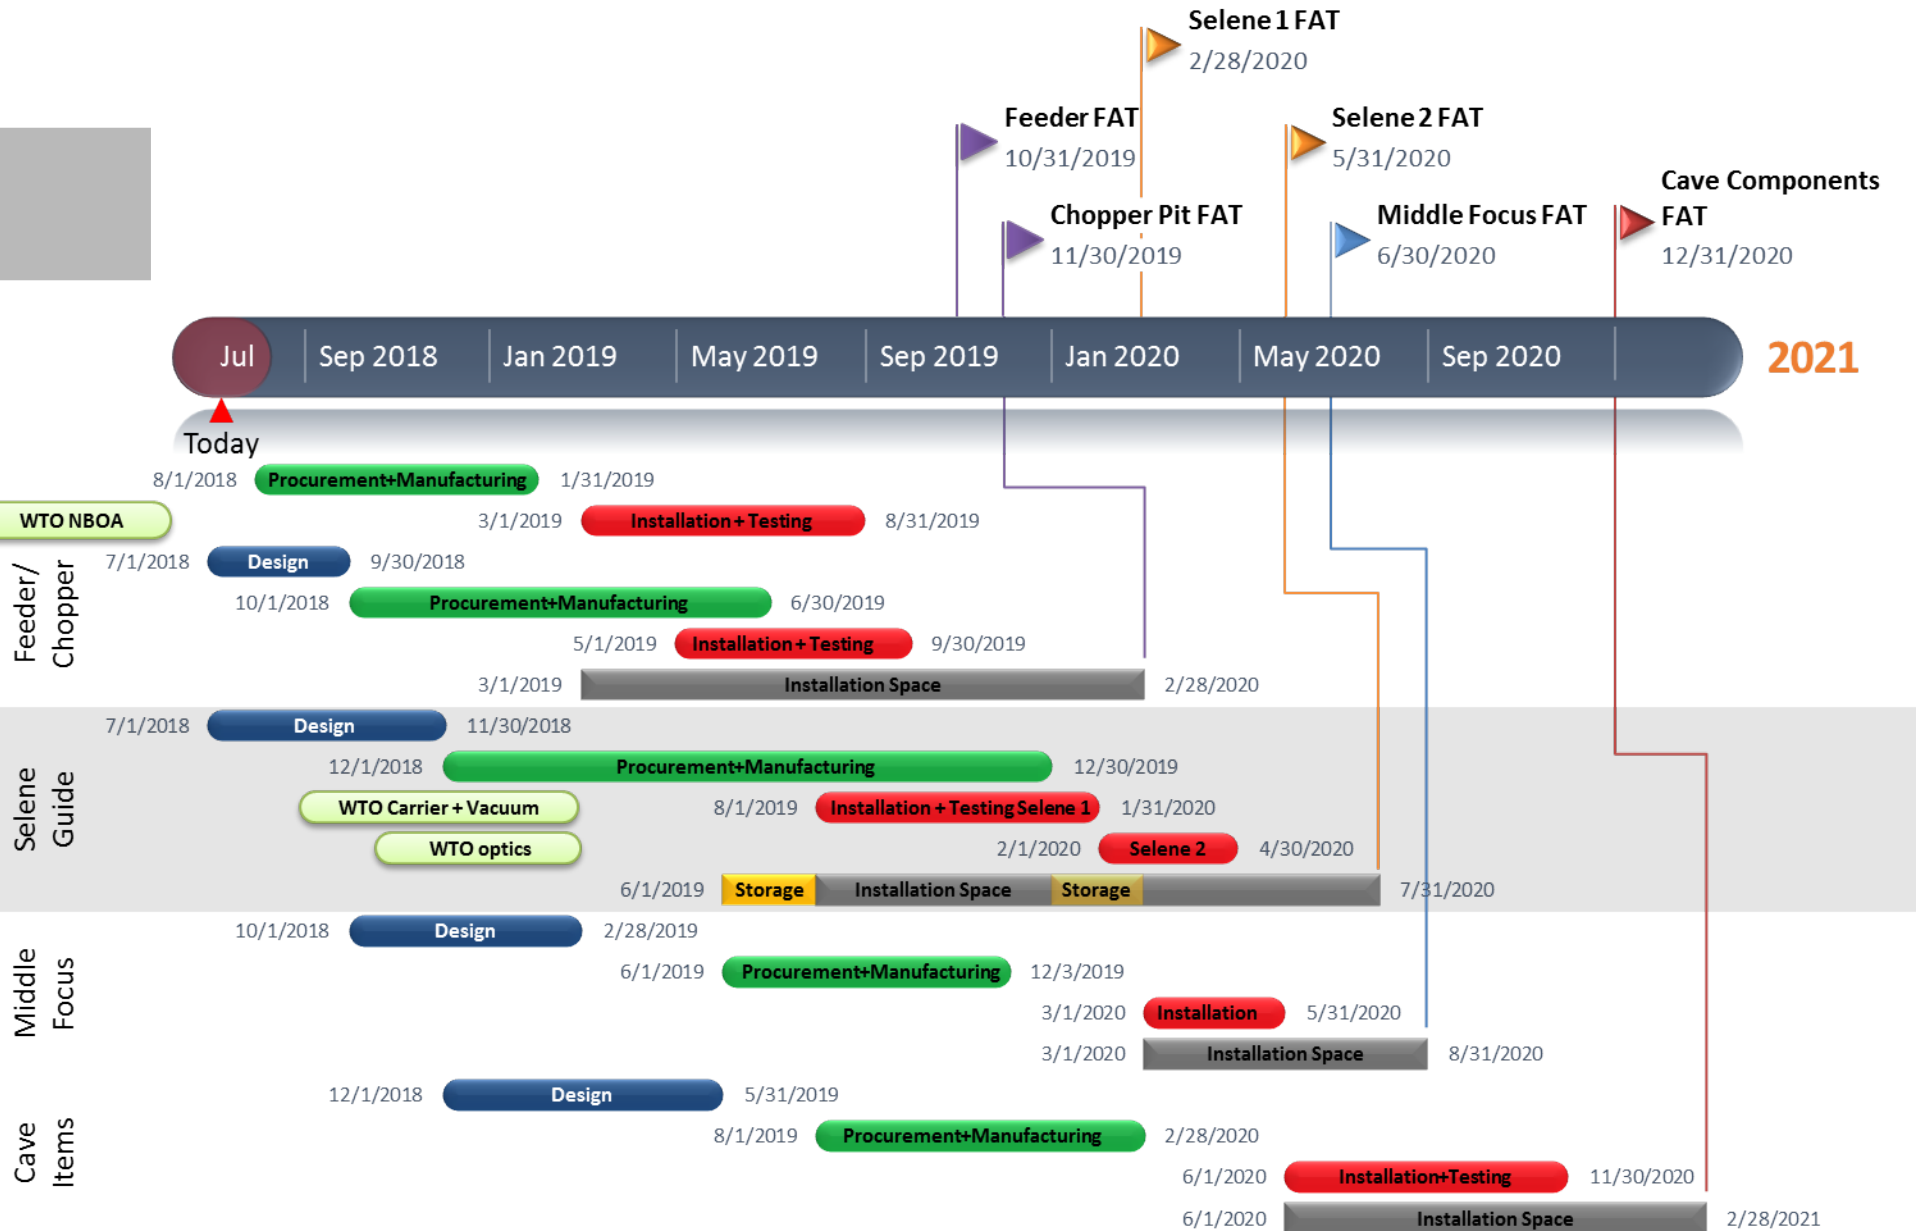 Selene 1 FAT
2/28/2020
Feeder FAT
10/31/2019
Selene 2 FAT
5/31/2020
Cave Components
FAT
12/31/2020
Chopper Pit FAT
11/30/2019
Middle Focus FAT
6/30/2020
Jul
Sep 2018
Jan 2019
May 2019
Sep 2019
Jan 2020
May 2020
Sep 2020
2021
Today
8/1/2018 Procurement+Manufacturing 1/31/2019
WTO NBOA
3/1/2019 Installation + Testing 8/31/2019
Feeder/
Chopper
7/1/2018 Design 9/30/2018
10/1/2018 Procurement+Manufacturing 6/30/2019
5/1/2019 Installation + Testing 9/30/2019
3/1/2019 Installation Space 2/28/2020
Selene
Guide
7/1/2018 Design 11/30/2018
12/1/2018 Procurement+Manufacturing 12/30/2019
WTO Carrier + Vacuum
8/1/2019 Installation + Testing Selene 1 1/31/2020
WTO optics
2/1/2020 Selene 2 4/30/2020
6/1/2019 Storage Installation Space Storage 7/31/2020
Middle
Focus
10/1/2018 Design 2/28/2019
6/1/2019 Procurement+Manufacturing 12/3/2019
3/1/2020 Installation 5/31/2020
3/1/2020 Installation Space 8/31/2020
Cave
Items
12/1/2018 Design 5/31/2019
8/1/2019 Procurement+Manufacturing 2/28/2020
6/1/2020 Installation+Testing 11/30/2020
6/1/2020 Installation Space 2/28/2021